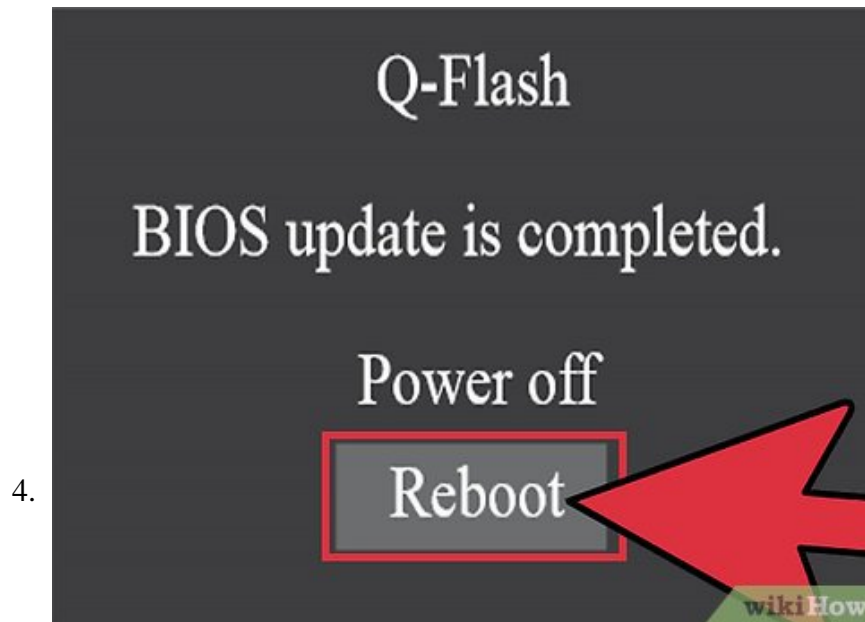 Q-Flash
BIOS update is completed.
Power off
4.
Reboot
wikiHow